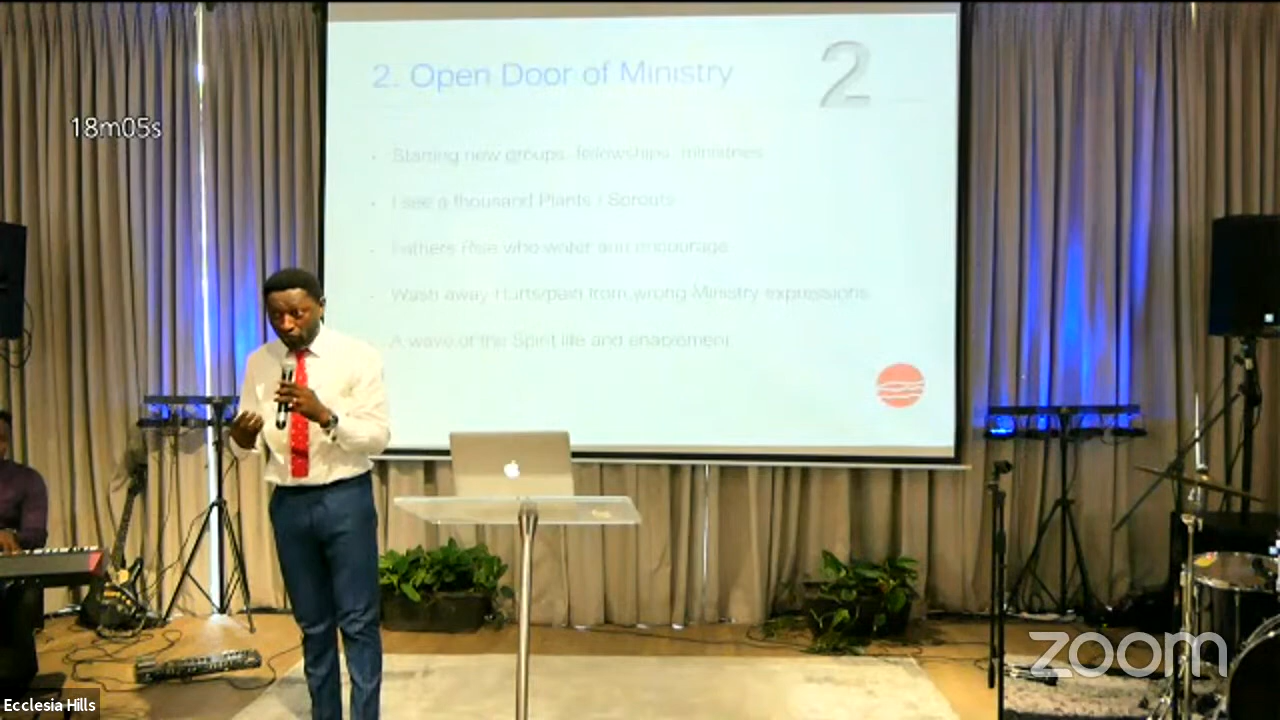 2. Open Door of Ministry
2
18m05s
- Starting new groups, fellowships, ministries
- I see a thousand Plants / Sprouts
- Fathers Rise who water and encourage
- Wash away Hurts/pain from wrong Ministry expressions
- A wave of the Spirit life and enablement
zoom
Ecclesia Hills